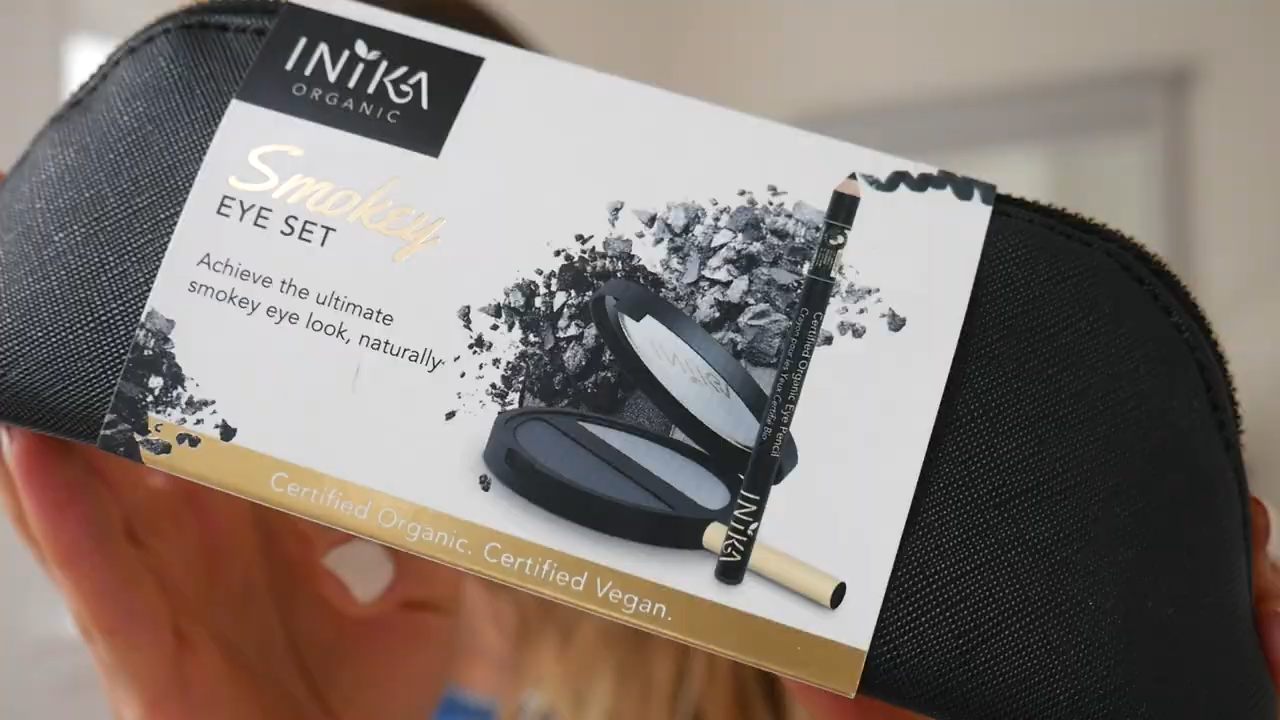 INIKA
ORGANIC
Smokey
EYE SET
Achieve the ultimate
smokey eye look, naturally.
Certified Organic Eye Pencil
Crayon pour les Yeux Certifié Bio
INIKA
INIKA
Certified Organic. Certified Vegan.